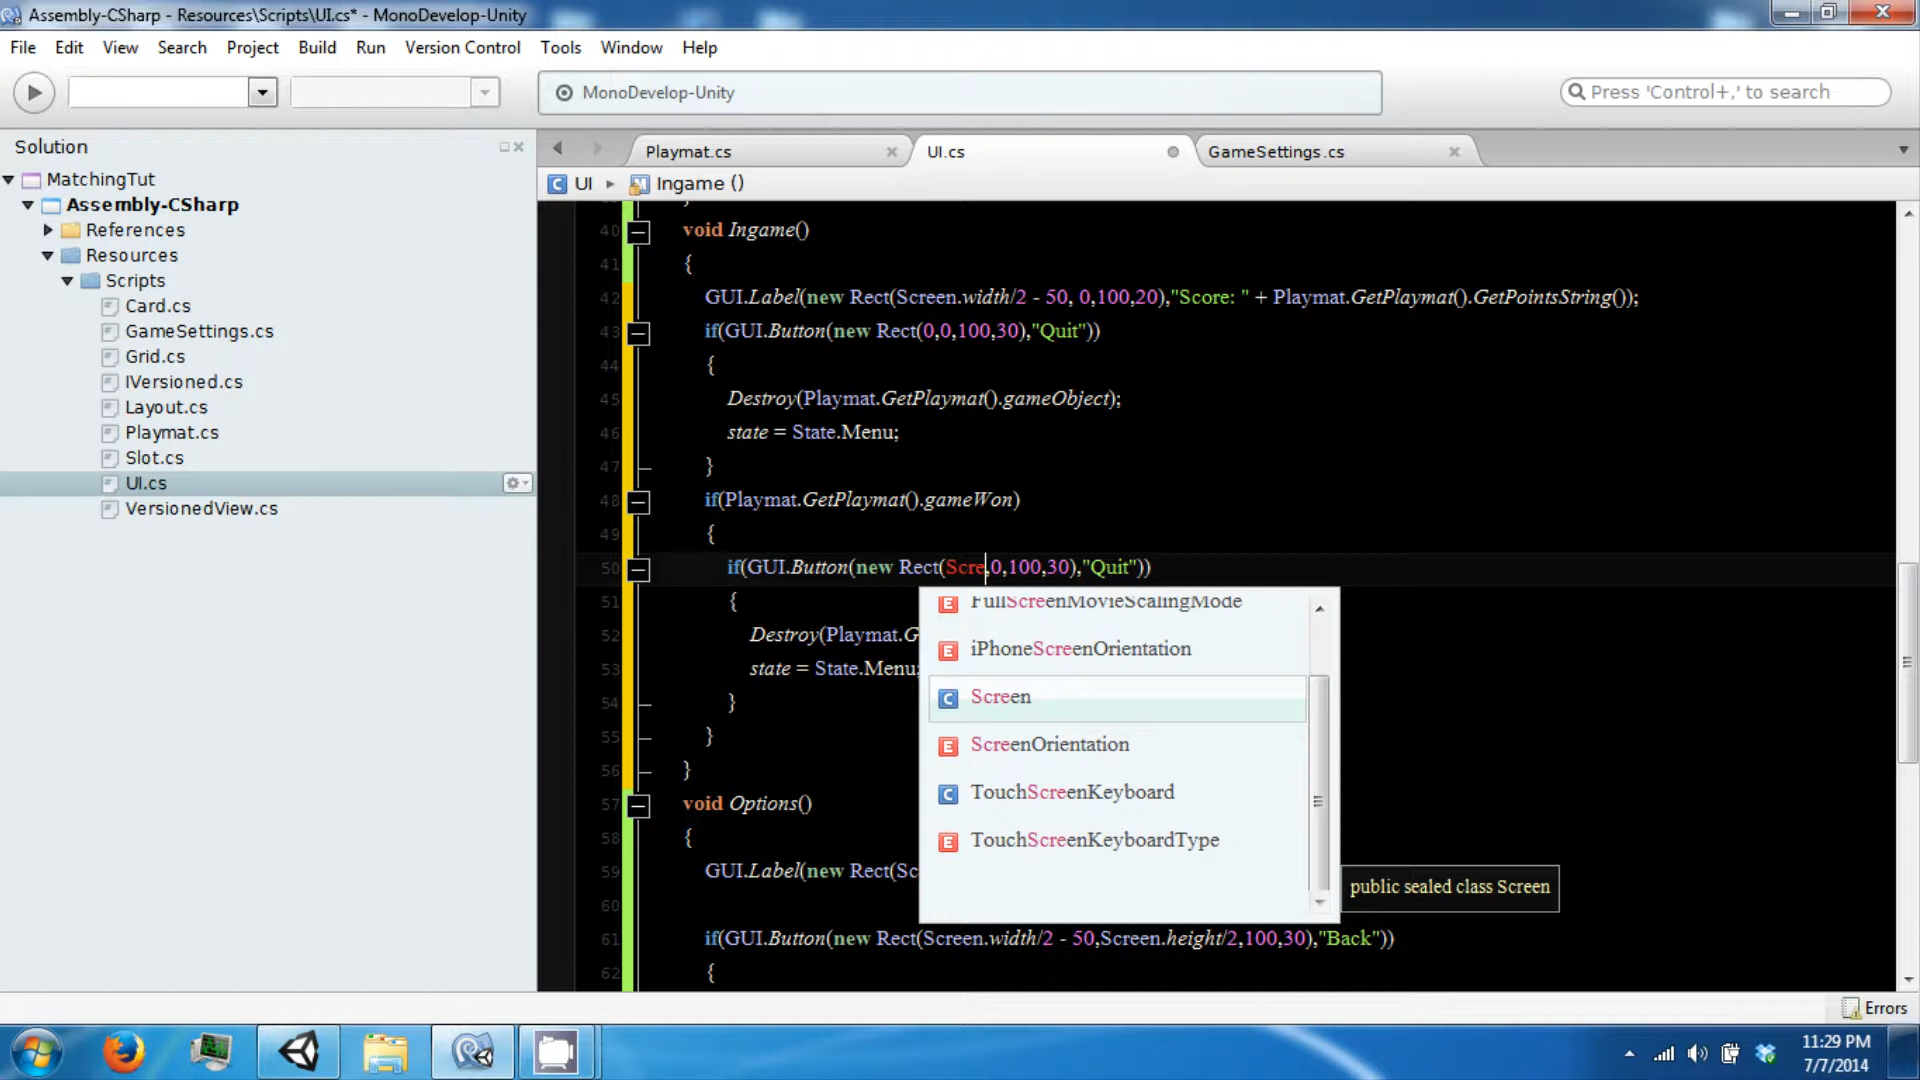 Assembly-CSharp - Resources\Scripts\UI.cs* - MonoDevelop-Unity
File Edit View Search Project Build Run Version Control Tools Window Help
MonoDevelop-Unity
Press 'Control+,' to search
Solution
MatchingTut
Assembly-CSharp
References
Resources
Scripts
Card.cs
GameSettings.cs
Grid.cs
IVersioned.cs
Layout.cs
Playmat.cs
Slot.cs
UI.cs
VersionedView.cs
Playmat.cs UI.cs GameSettings.cs
C UI Ingame ()
40 void Ingame()
41 {
42 GUI.Label(new Rect(Screen.width/2 - 50, 0,100,20),"Score: " + Playmat.GetPlaymat().GetPointsString());
43 if(GUI.Button(new Rect(0,0,100,30),"Quit"))
44 {
45 Destroy(Playmat.GetPlaymat().gameObject);
46 state = State.Menu;
47 }
48 if(Playmat.GetPlaymat().gameWon)
49 {
50 if(GUI.Button(new Rect(Scre,0,100,30),"Quit"))
51 {
52 Destroy(Playmat.G
53 state = State.Menu;
54 }
55 }
56 }
57 void Options()
58 {
59 GUI.Label(new Rect(Sc
60
61 if(GUI.Button(new Rect(Screen.width/2 - 50,Screen.height/2,100,30),"Back"))
62 {
E FullScreenMovieScalingMode
E iPhoneScreenOrientation
C Screen
E ScreenOrientation
C TouchScreenKeyboard
E TouchScreenKeyboardType
public sealed class Screen
Errors
11:29 PM
7/7/2014